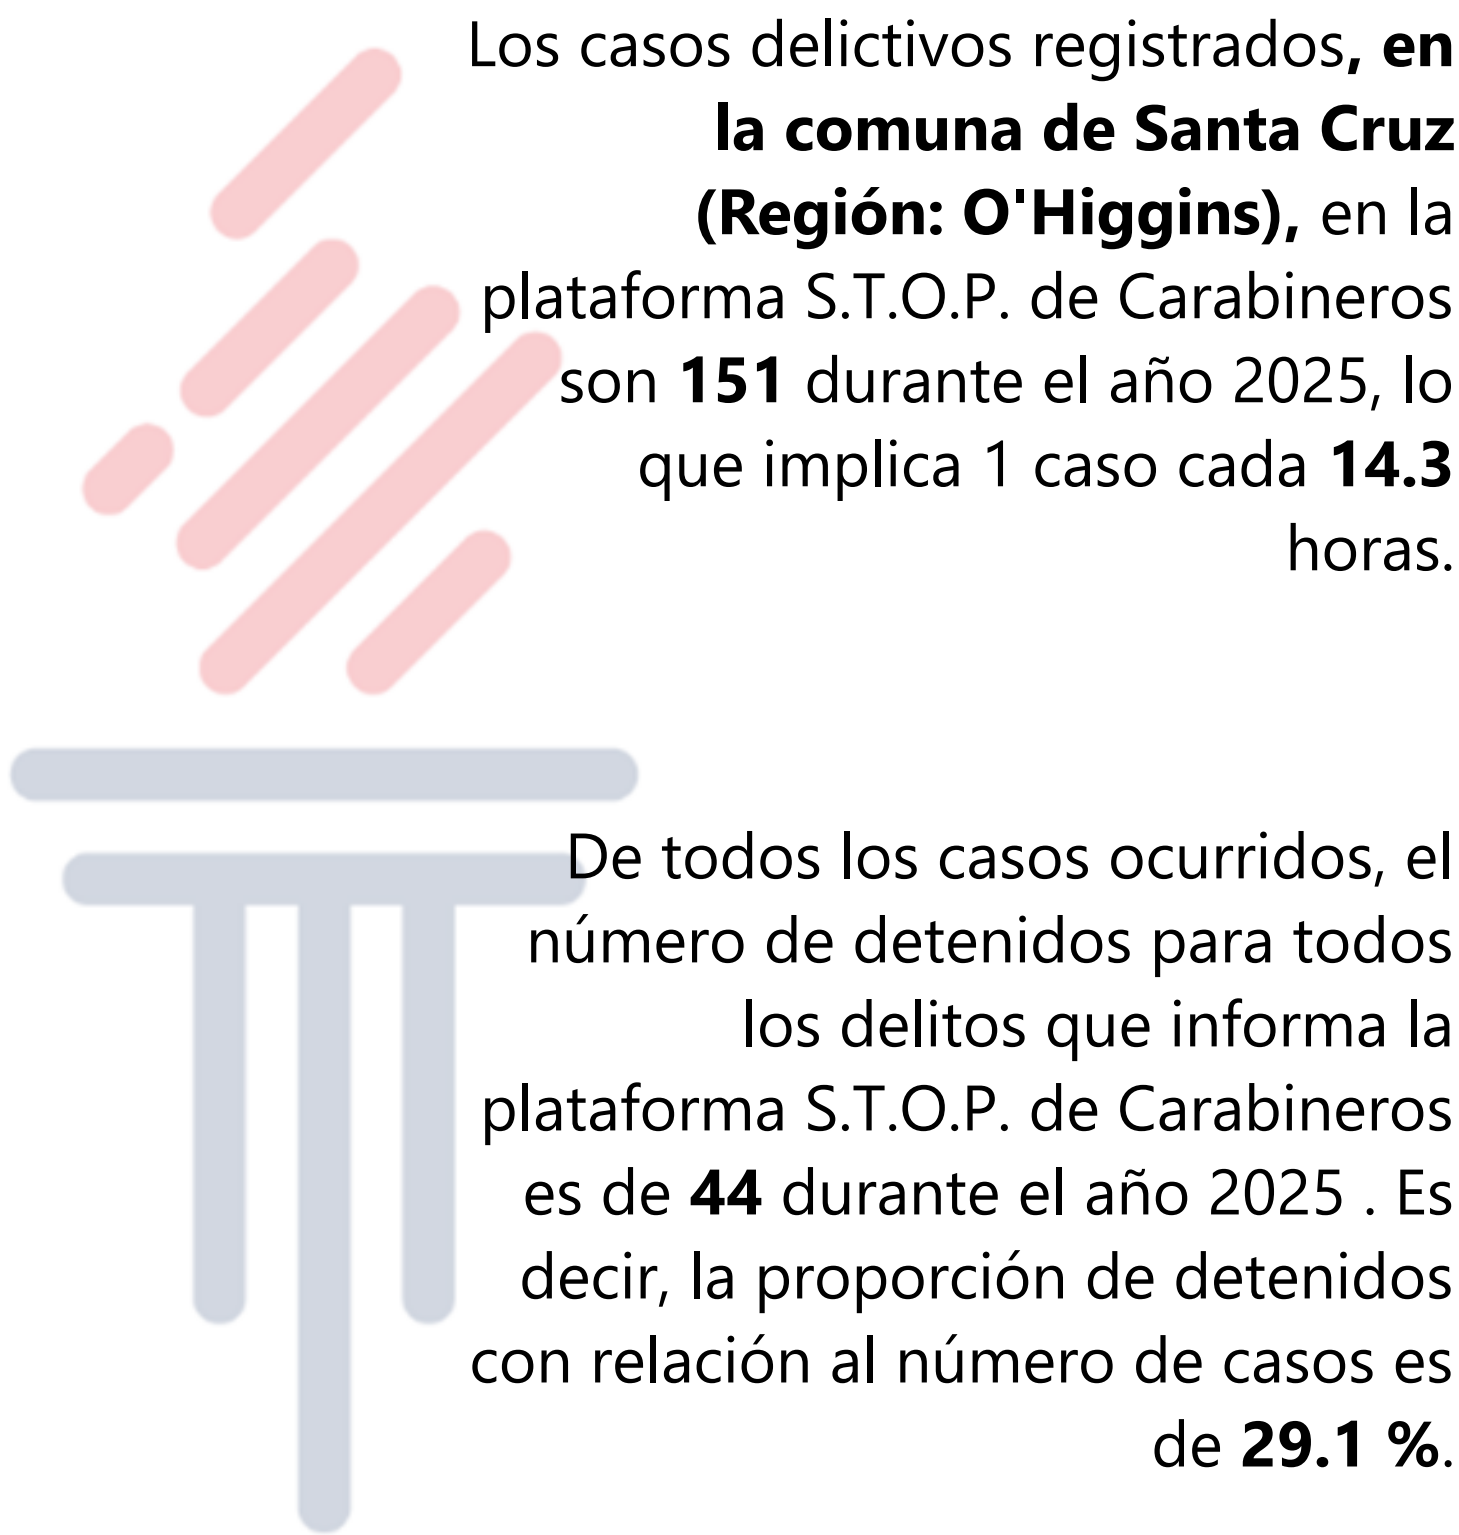 Los casos delictivos registrados, en
la comuna de Santa Cruz
(Región: O'Higgins), en la
plataforma S.T.O.P. de Carabineros
son 151 durante el año 2025, lo
que implica 1 caso cada 14.3
horas.
De todos los casos ocurridos, el
número de detenidos para todos
los delitos que informa la
plataforma S.T.O.P. de Carabineros
es de 44 durante el año 2025 . Es
decir, la proporción de detenidos
con relación al número de casos es
de 29.1 %.